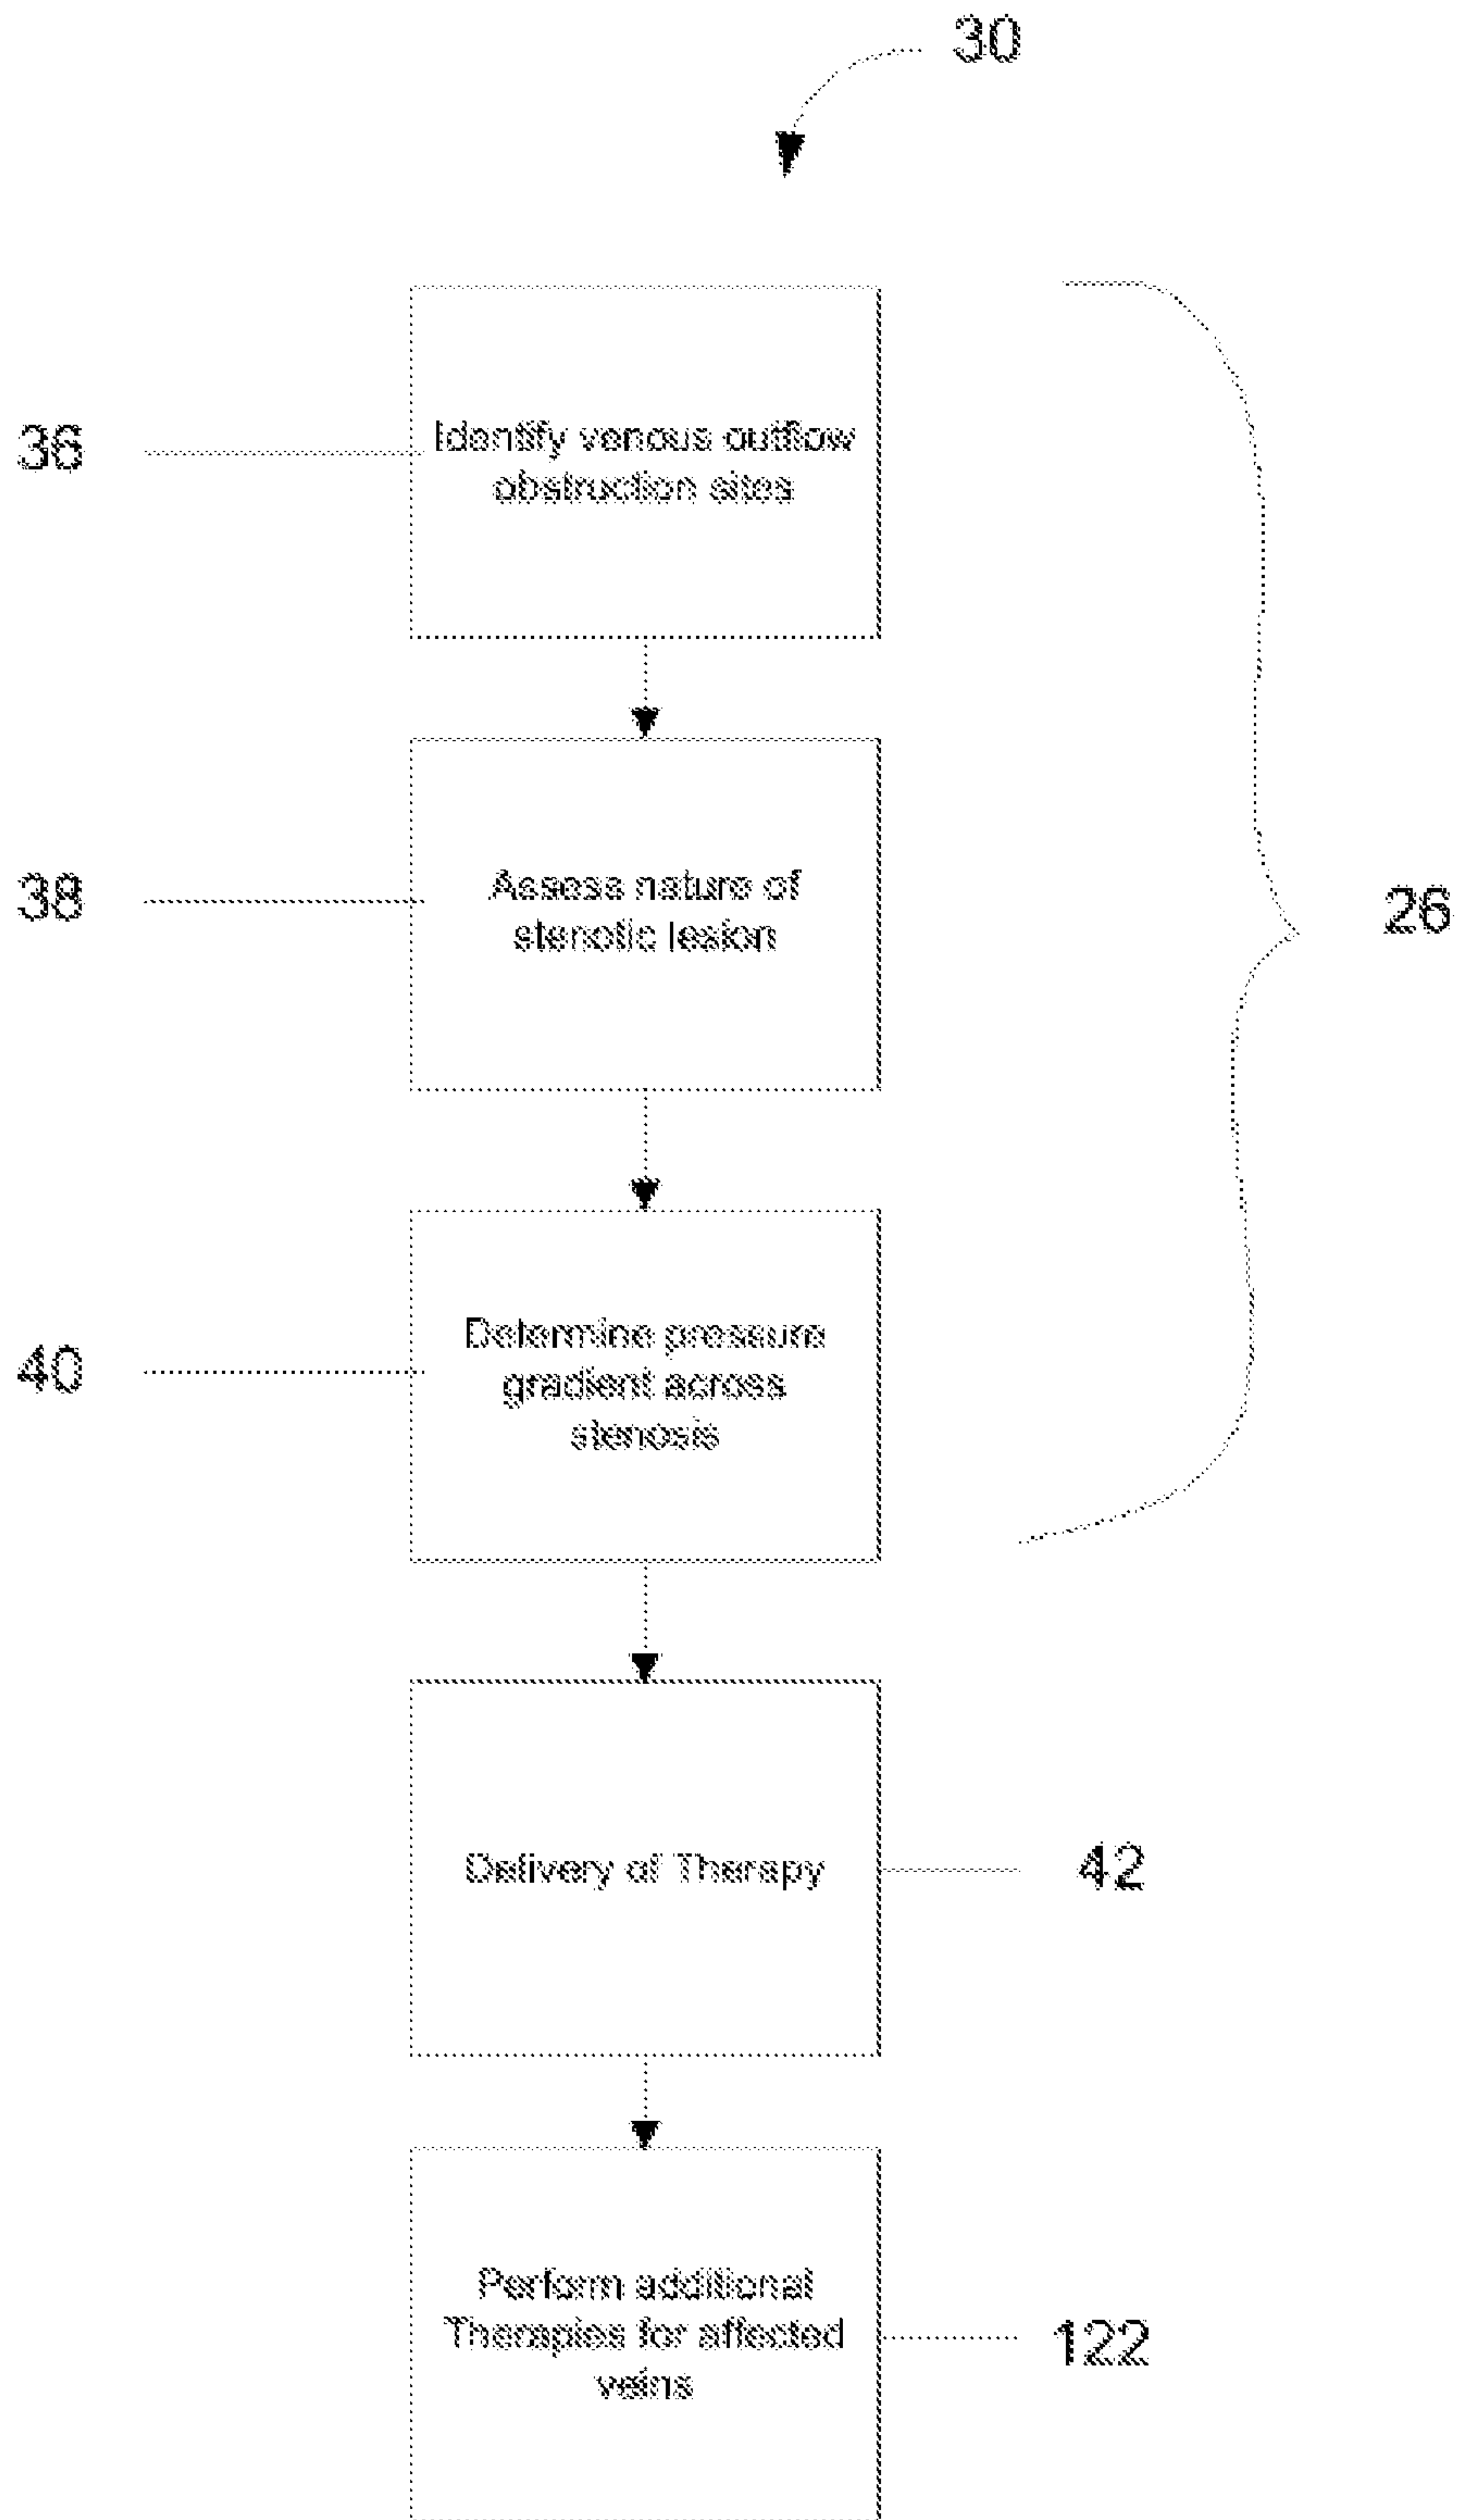 30
36
Identify venous outflow
obstruction sites
38
Assess nature of
stenotic lesion
26
40
Determine pressure
gradient across
stenosis
Delivery of Therapy
42
Perform additional
Therapies for affected
veins
122